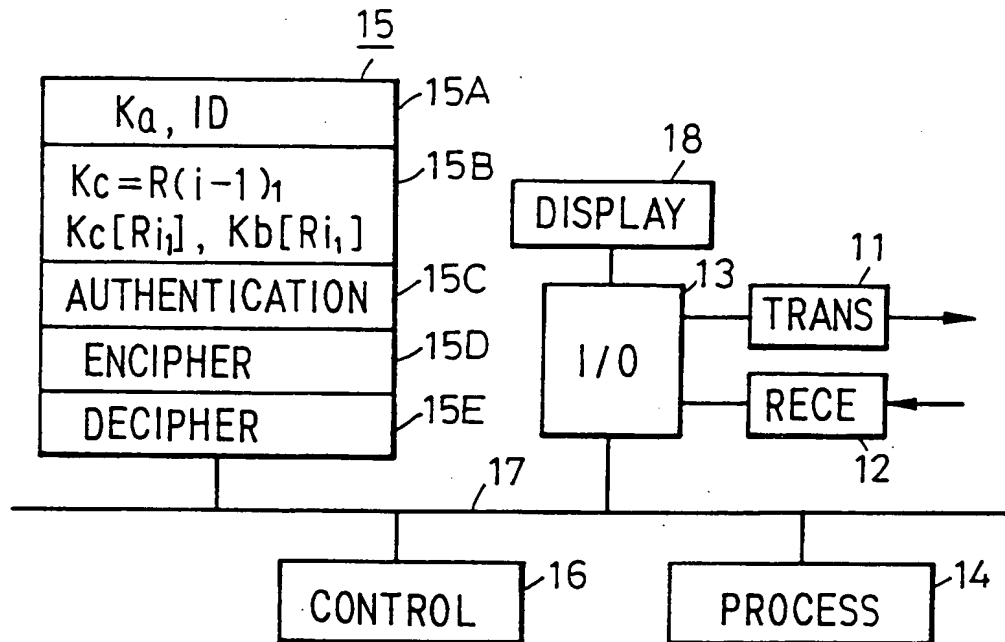 15
Ka, ID
15A
Kc=R(i-1)₁
Kc[Ri₁], Kb[Ri₁]
15B
AUTHENTICATION
15C
ENCIPHER
15D
DECIPHER
15E
18
DISPLAY
13
I/O
11
TRANS
RECE
12
17
CONTROL
16
PROCESS
14